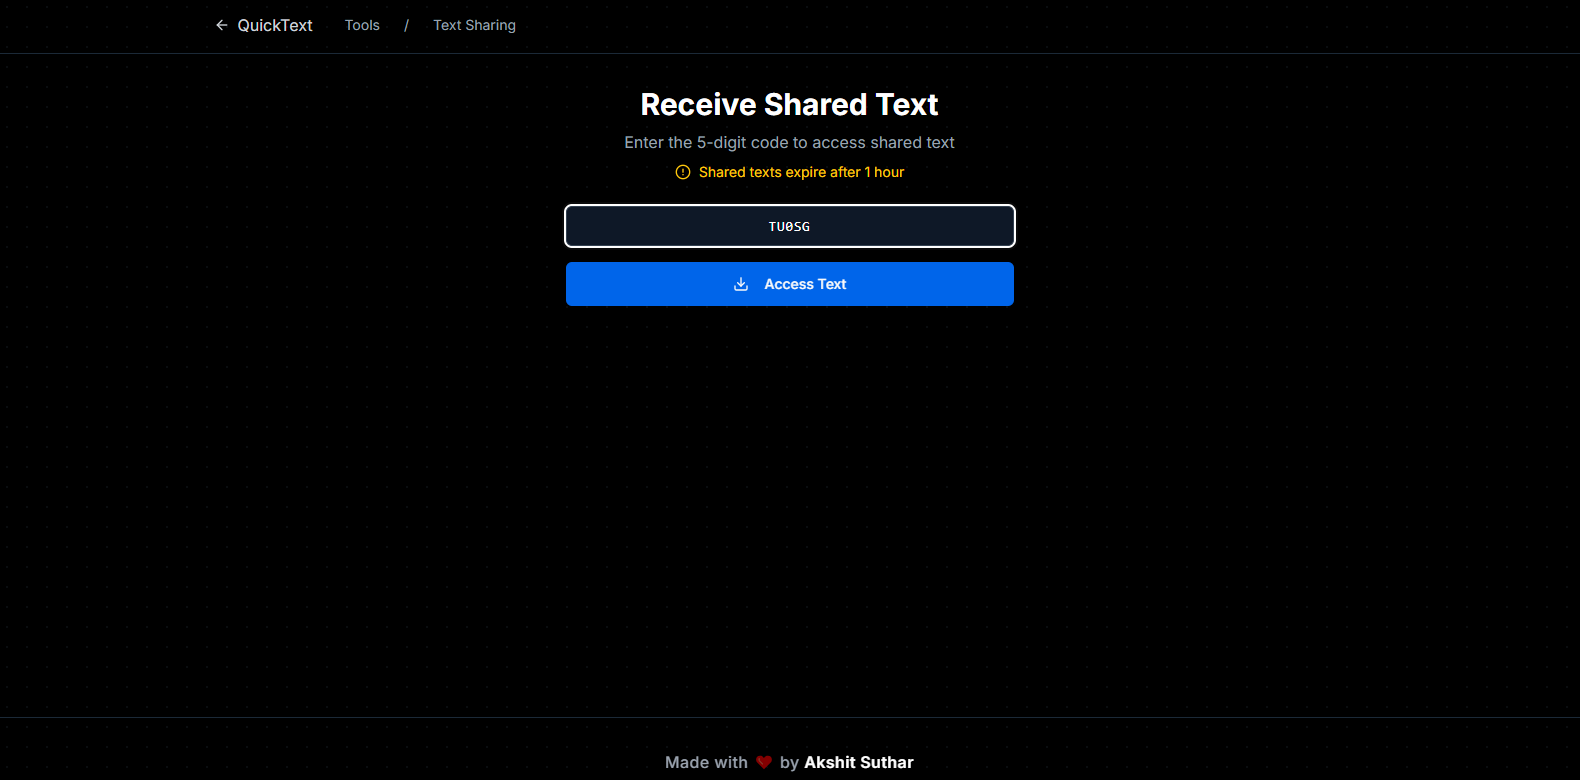 QuickText Tools / Text Sharing
Receive Shared Text
Enter the 5-digit code to access shared text
Shared texts expire after 1 hour
TU0SG
Access Text
Made with ❤ by Akshit Suthar